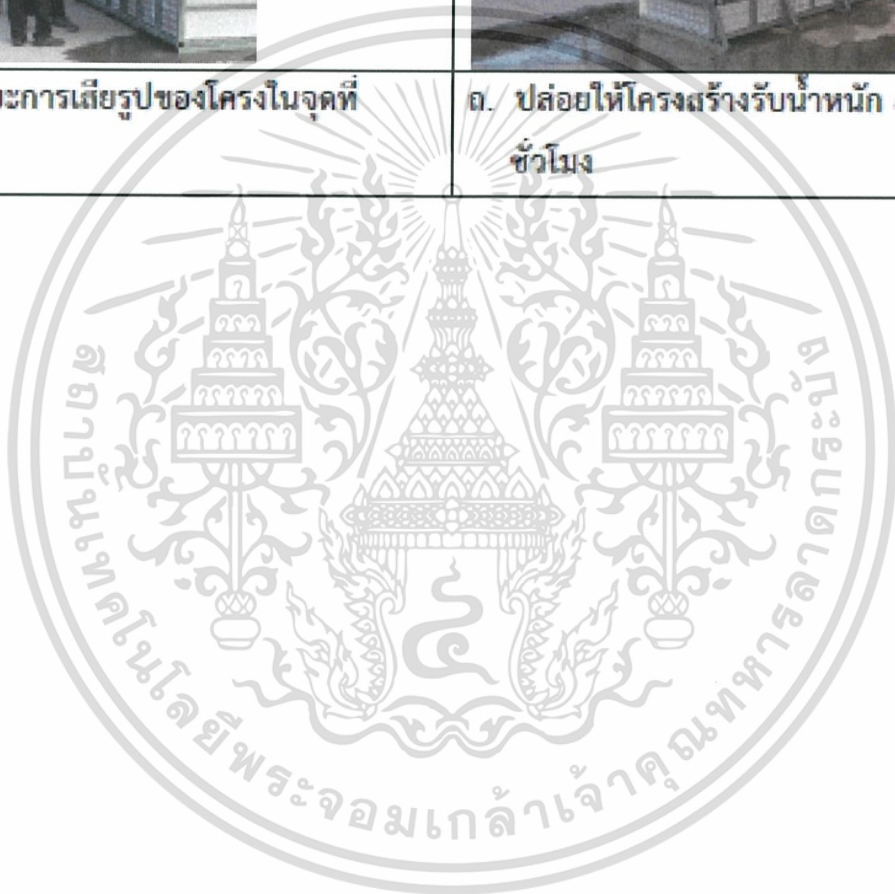 ะการเสียรูปของโครงในจุดที่
ถ. ปล่อยให้โครงสร้างรับน้ำหนัก
ชั่วโมง
สถาบันเทคโนโลยีพระจอมเกล้าเจ้าคุณทหารลาดกระบัง